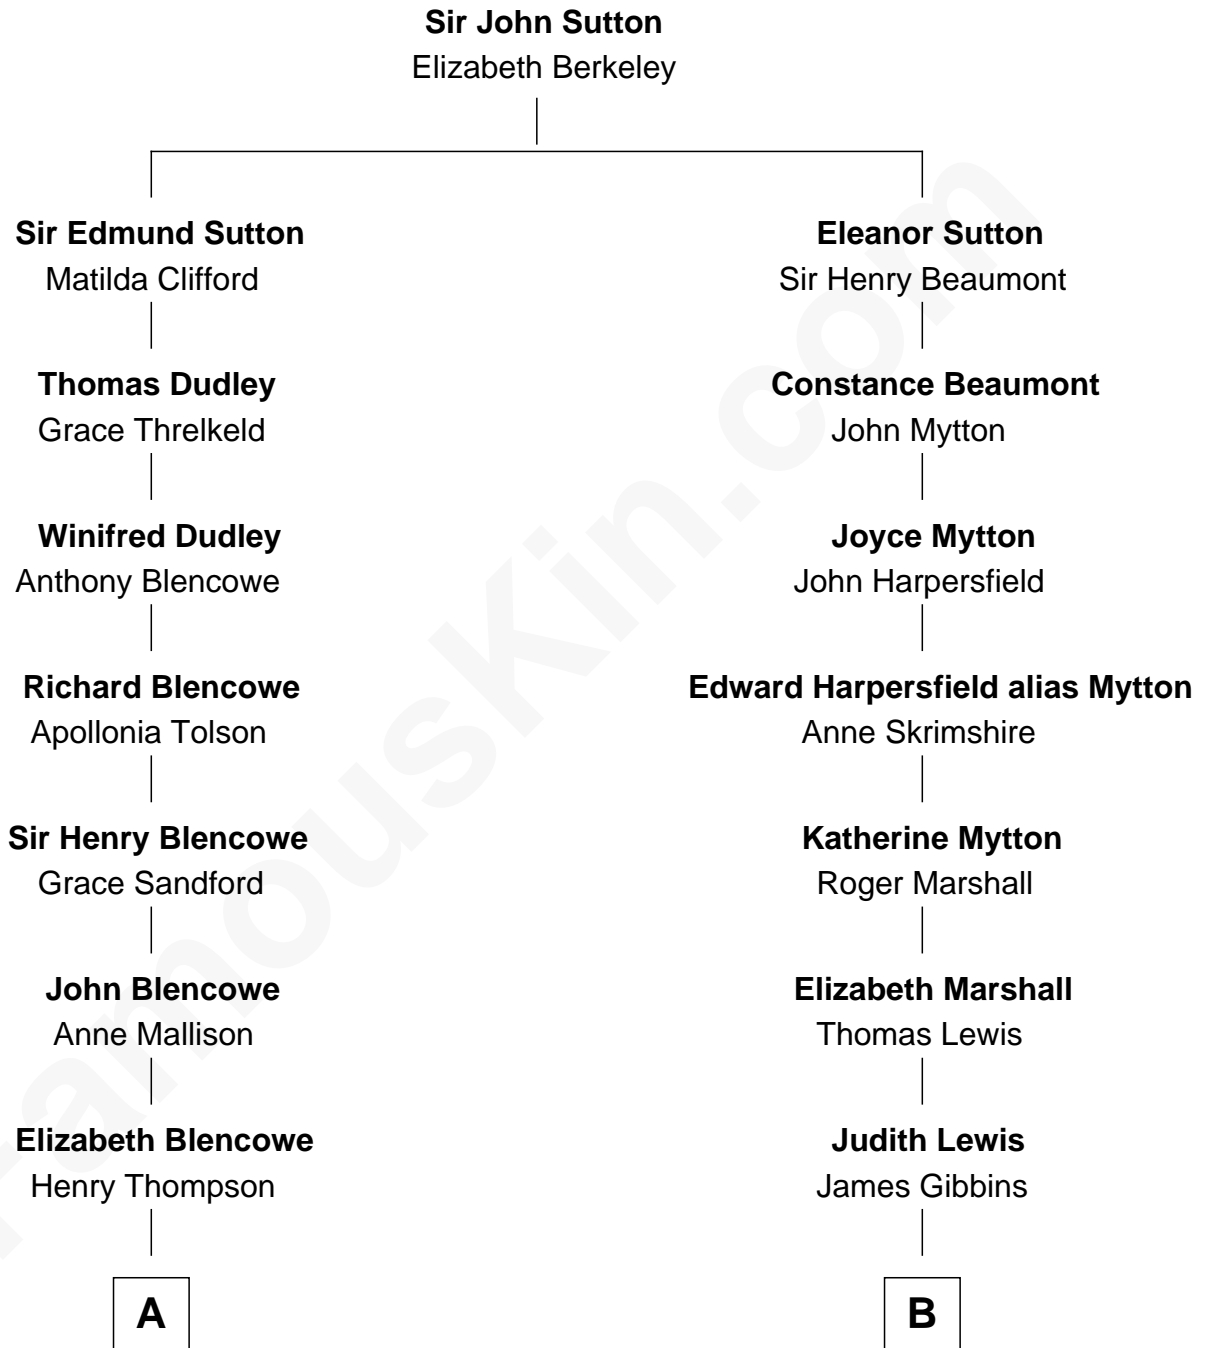 Sir John Sutton
Elizabeth Berkeley
Sir Edmund Sutton
Matilda Clifford
Eleanor Sutton
Sir Henry Beaumont
Thomas Dudley
Grace Threlkeld
Constance Beaumont
John Mytton
Winifred Dudley
Anthony Blencowe
Joyce Mytton
John Harpersfield
Richard Blencowe
Apollonia Tolson
Edward Harpersfield alias Mytton
Anne Skrimshire
Sir Henry Blencowe
Grace Sandford
Katherine Mytton
Roger Marshall
John Blencowe
Anne Mallison
Elizabeth Marshall
Thomas Lewis
Elizabeth Blencowe
Henry Thompson
Judith Lewis
James Gibbins
A
B
FamousKin.com